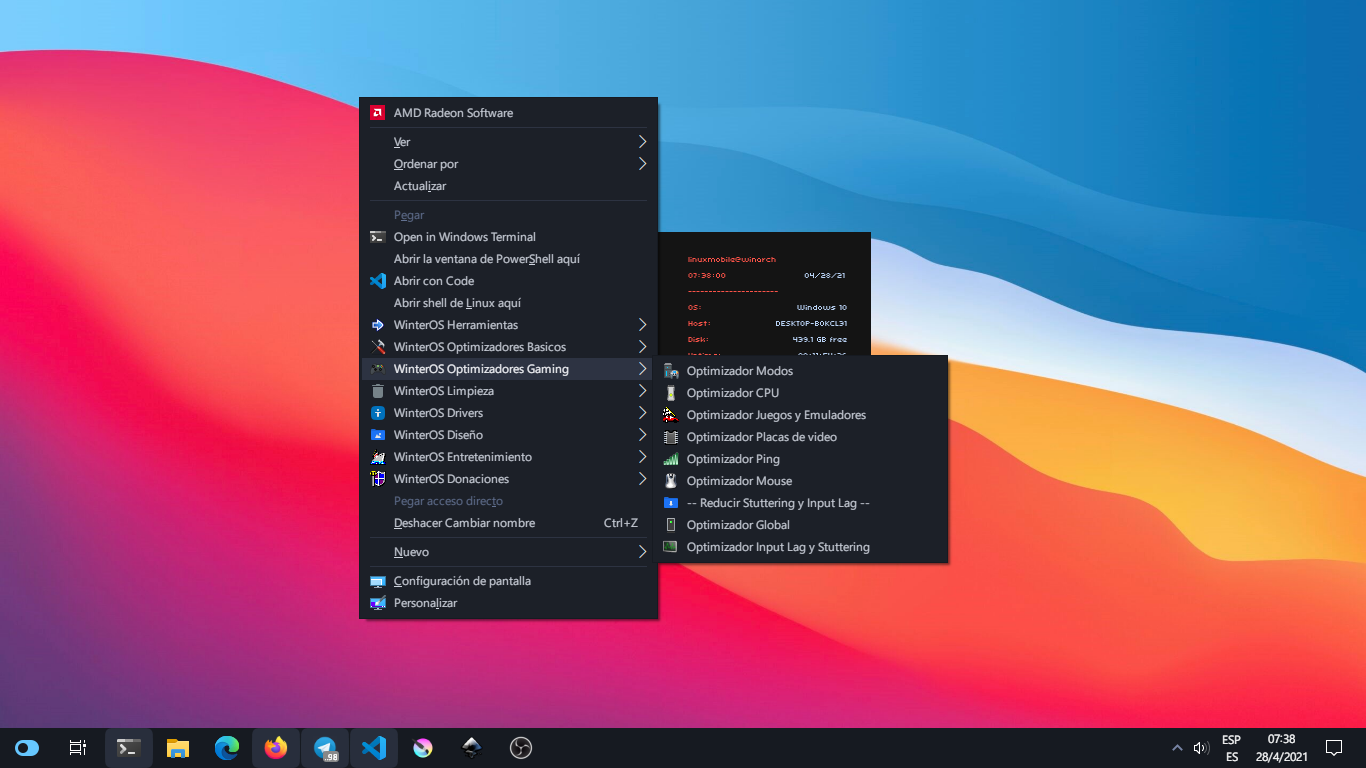 AMD Radeon Software
Ver
Ordenar por
Actualizar
Pegar
Open in Windows Terminal
Abrir la ventana de PowerShell aquí
Abrir con Code
Abrir shell de Linux aquí
WinterOS Herramientas
WinterOS Optimizadores Basicos
WinterOS Optimizadores Gaming
WinterOS Limpieza
WinterOS Drivers
WinterOS Diseño
WinterOS Entretenimiento
WinterOS Donaciones
Pegar acceso directo
Deshacer Cambiar nombre Ctrl+Z
Nuevo
Configuración de pantalla
Personalizar
linuxmobile@winarch
07:38:00 04/28/21
----------------------
OS: Windows 10
Host: DESKTOP-BOKCL31
Disk: 439.1 GB free
Optimizador Modos
Optimizador CPU
Optimizador Juegos y Emuladores
Optimizador Placas de video
Optimizador Ping
Optimizador Mouse
-- Reducir Stuttering y Input Lag --
Optimizador Global
Optimizador Input Lag y Stuttering
.98
ESP
ES
07:38
28/4/2021